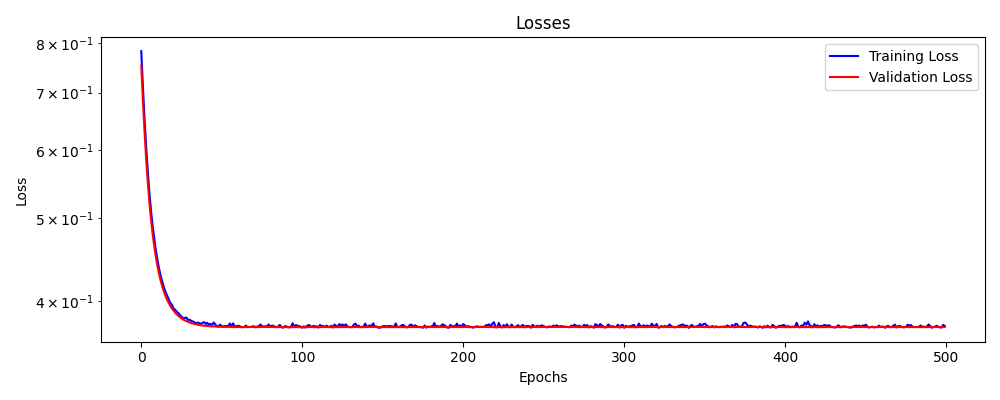 Losses
8 × 10⁻¹
7 × 10⁻¹
6 × 10⁻¹
5 × 10⁻¹
4 × 10⁻¹
Loss
Training Loss
Validation Loss
0 100 200 300 400 500
Epochs